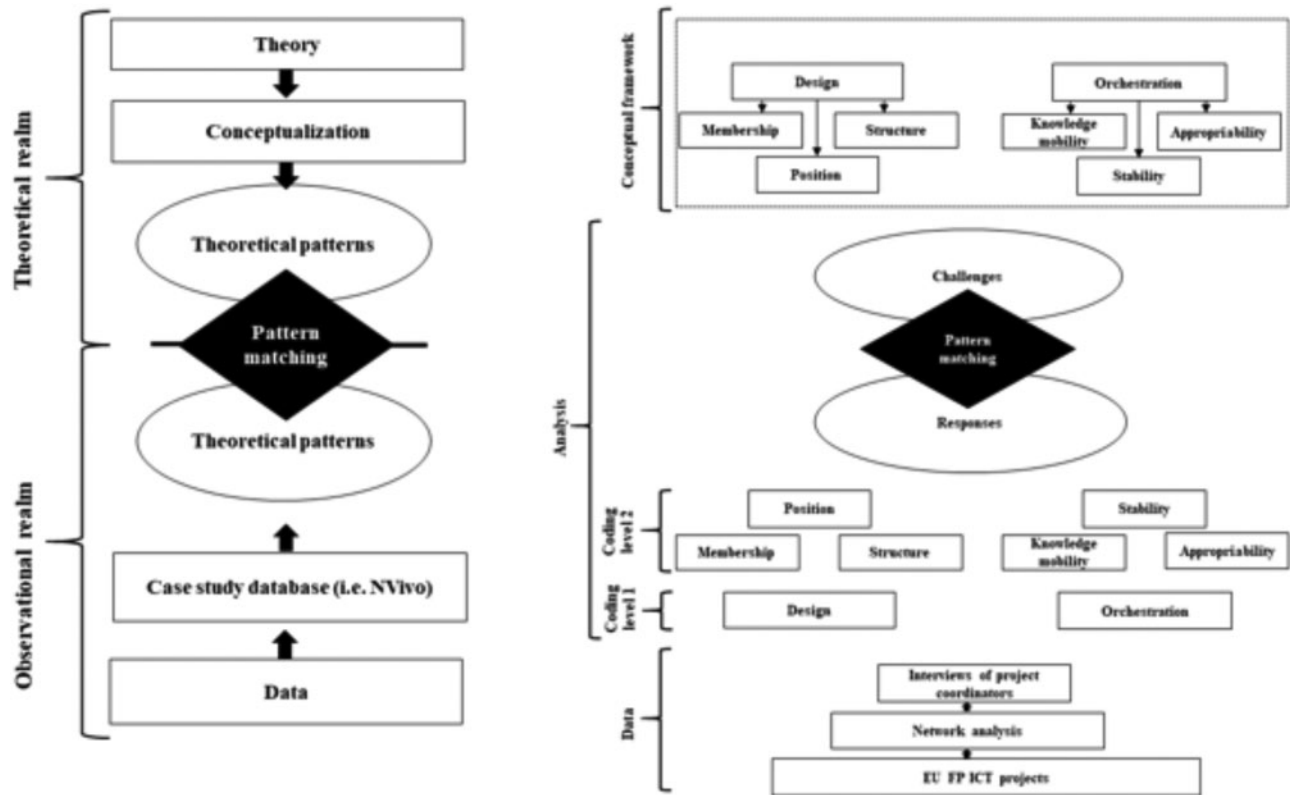 Theoretical realm
Theory
Conceptualization
Theoretical patterns
Pattern
matching
Observational realm
Theoretical patterns
Case study database (i.e. NVivo)
Data
Conceptual framework
Design
Membership
Structure
Position
Orchestration
Knowledge
mobility
Appropriability
Stability
Analysis
Challenges
Pattern
matching
Responses
Coding
level 2
Position
Membership
Structure
Stability
Knowledge
mobility
Appropriability
Coding
level 1
Design
Orchestration
Data
Interviews of project
coordinators
Network analysis
EU FP ICT projects